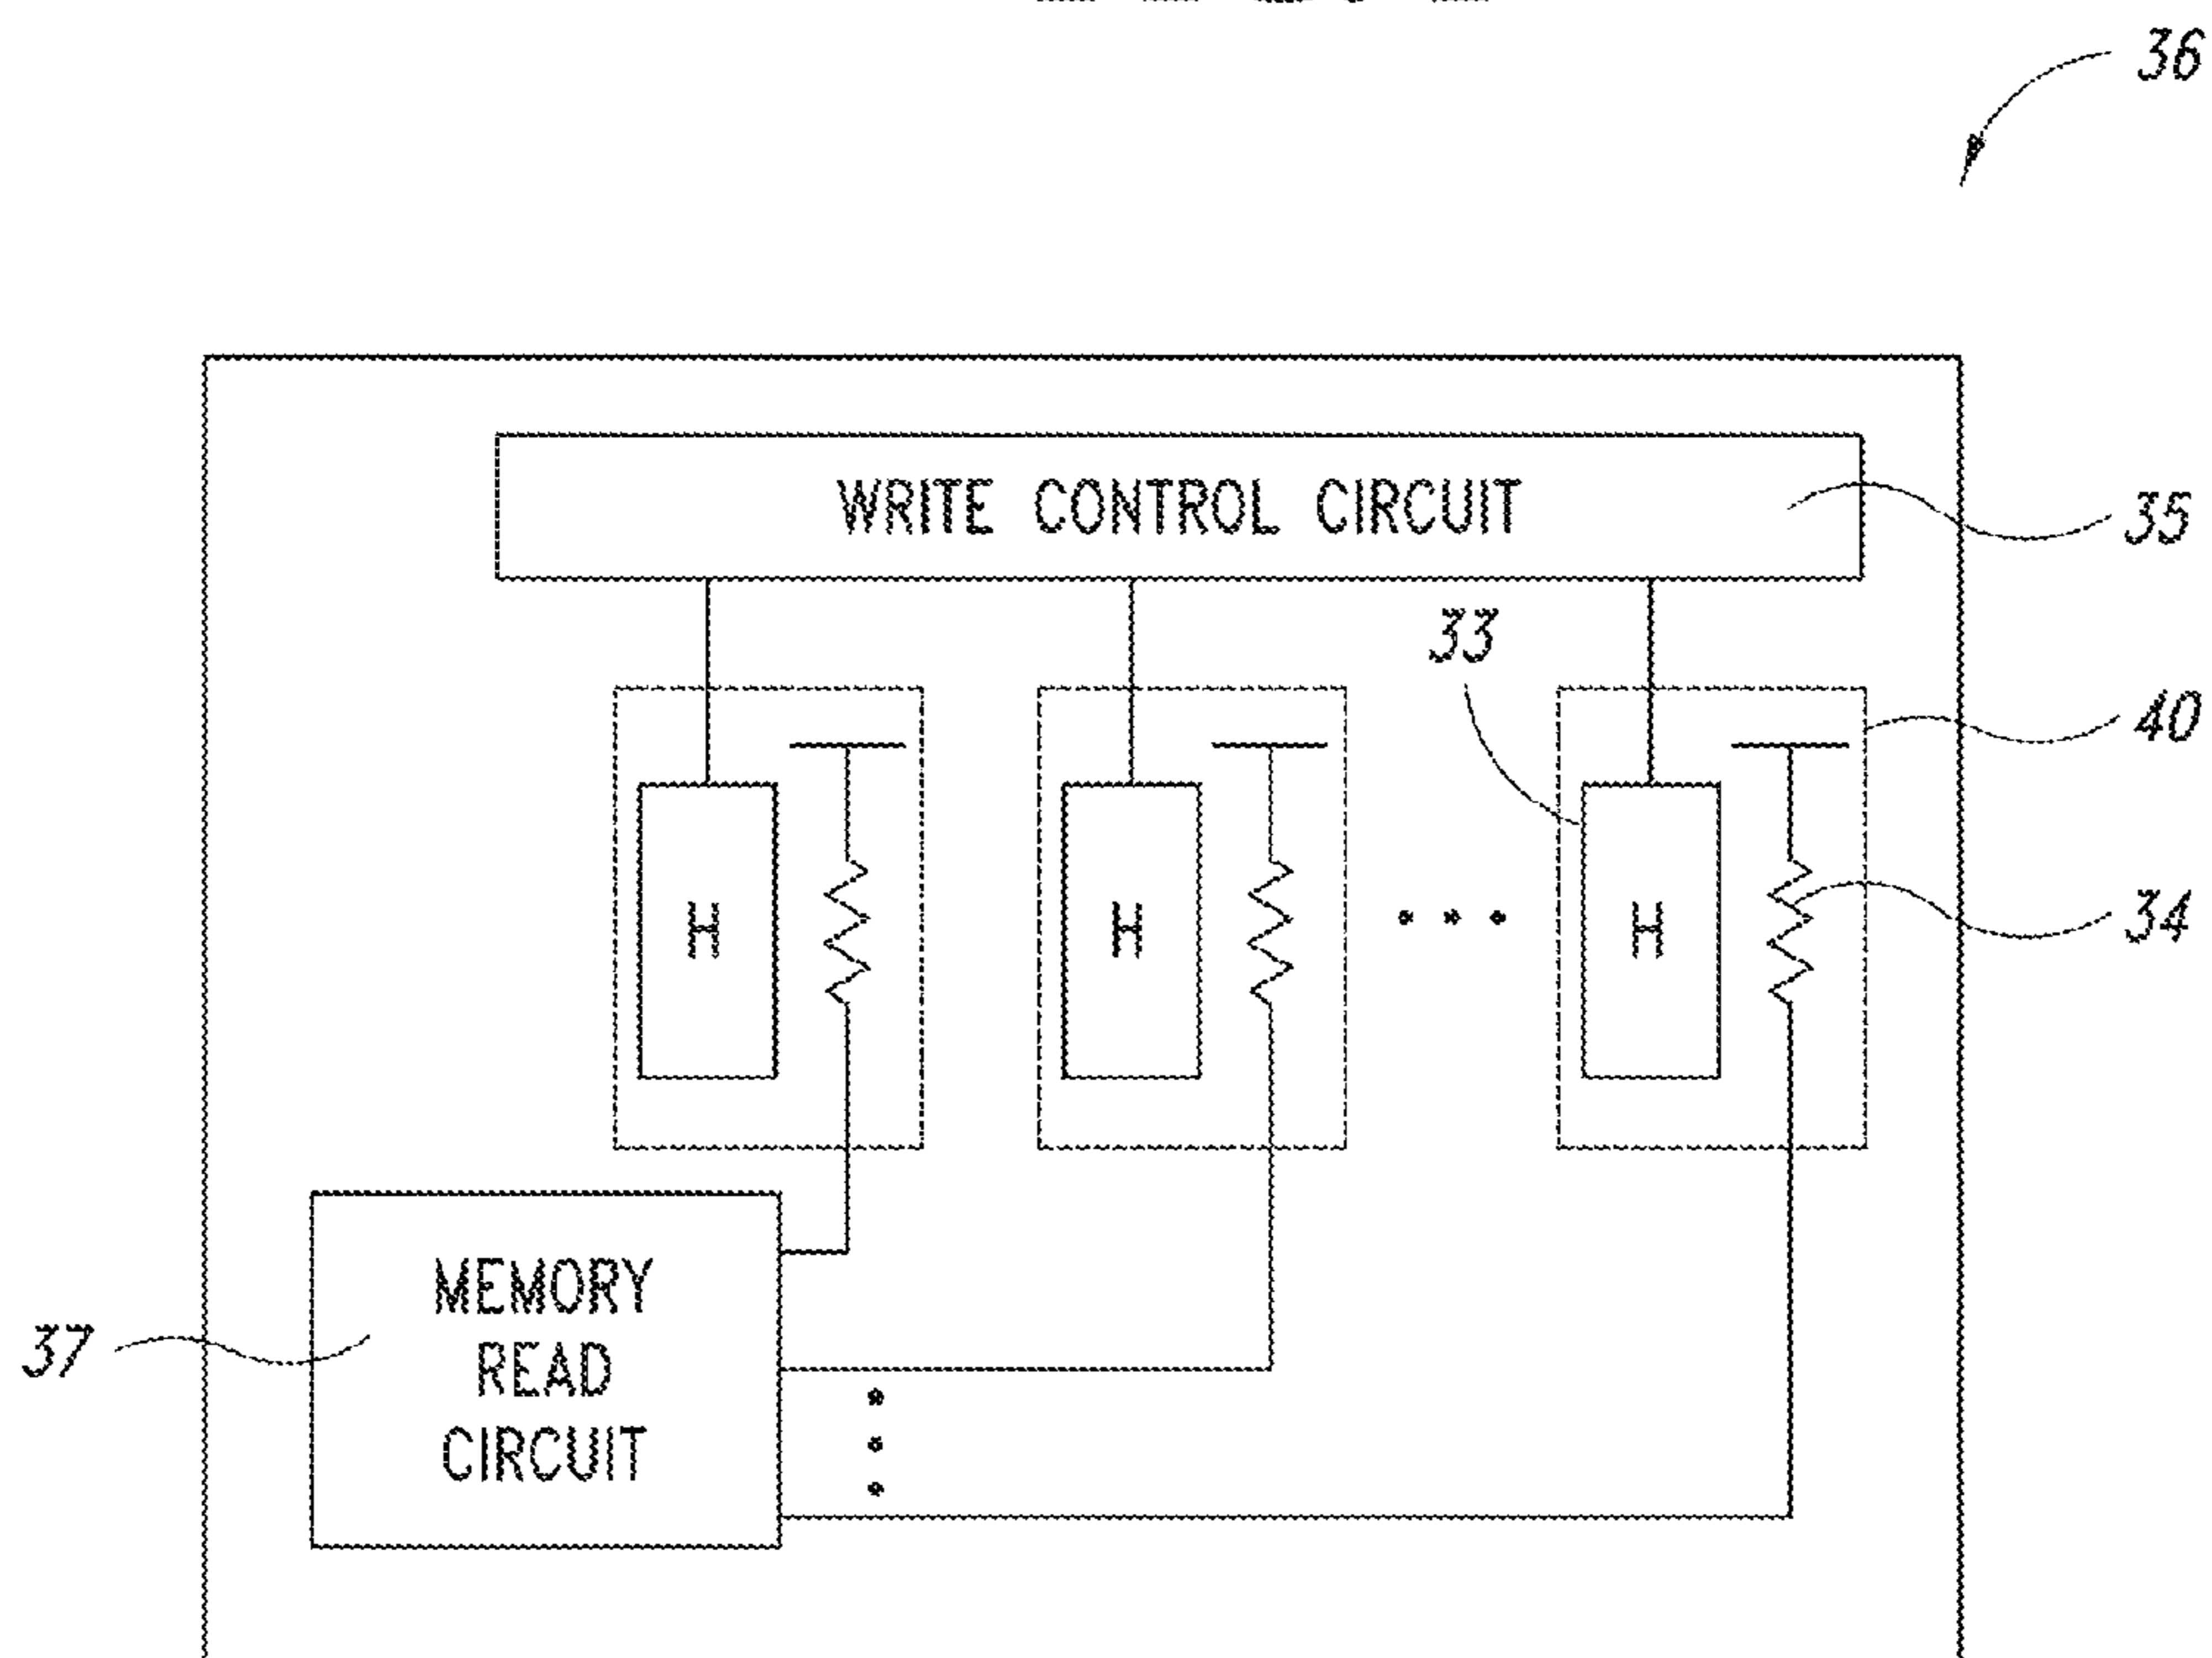 36
WRITE CONTROL CIRCUIT
35
33
40
H
H
H
34
MEMORY
READ
CIRCUIT
37